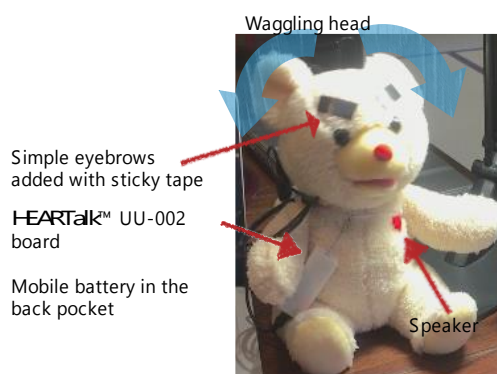 Waggling head
Simple eyebrows
added with sticky tape
HEARTalk™ UU-002
board
Mobile battery in the
back pocket
Speaker